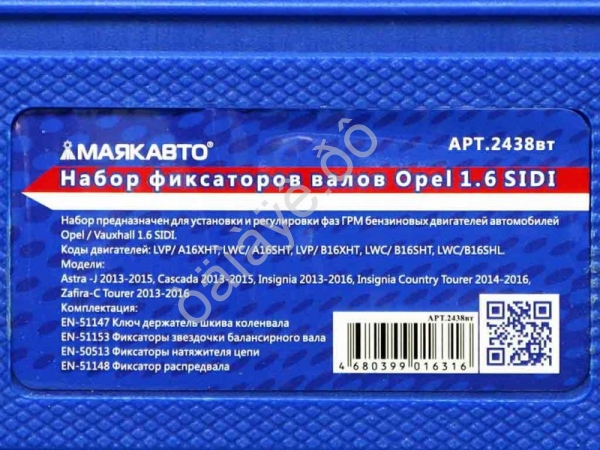 МАЯКАВТО®
АРТ.2438вт
Набор фиксаторов валов Opel 1.6 SIDI
Набор предназначен для установки и регулировки фаз ГРМ бензиновых двигателей автомобилей
Opel / Vauxhall 1.6 SIDI.
Коды двигателей: LVP/ A16XHT, LWC/ A16SHT, LVP/ B16XHT, LWC/ B16SHT, LWC/B16SHL.
Модели:
Astra -J 2013-2015, Cascada 2013-2015, Insignia 2013-2016, Insignia Country Tourer 2014-2016,
Zafira-C Tourer 2013-2016
Комплектация:
EN-51147 Ключ держатель шкива коленвала
EN-51153 Фиксаторы звездочки балансирного вала
EN-50513 Фиксаторы натяжителя цепи
EN-51148 Фиксатор распредвала
АРТ.2438вт
4 680399 016316